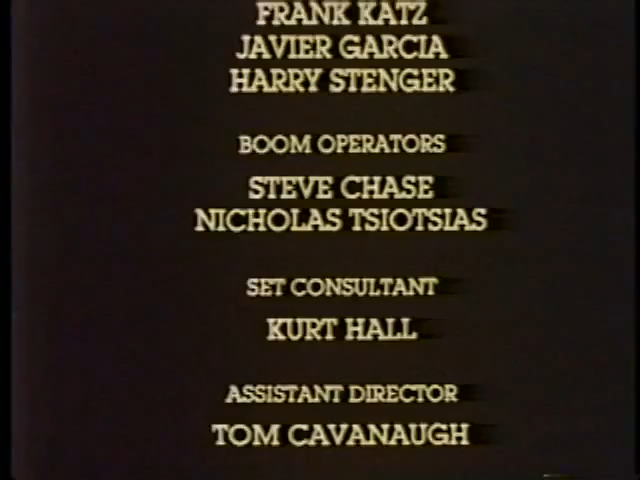 FRANK KATZ
JAVIER GARCIA
HARRY STENGER
BOOM OPERATORS
STEVE CHASE
NICHOLAS TSIOTSIAS
SET CONSULTANT
KURT HALL
ASSISTANT DIRECTOR
TOM CAVANAUGH